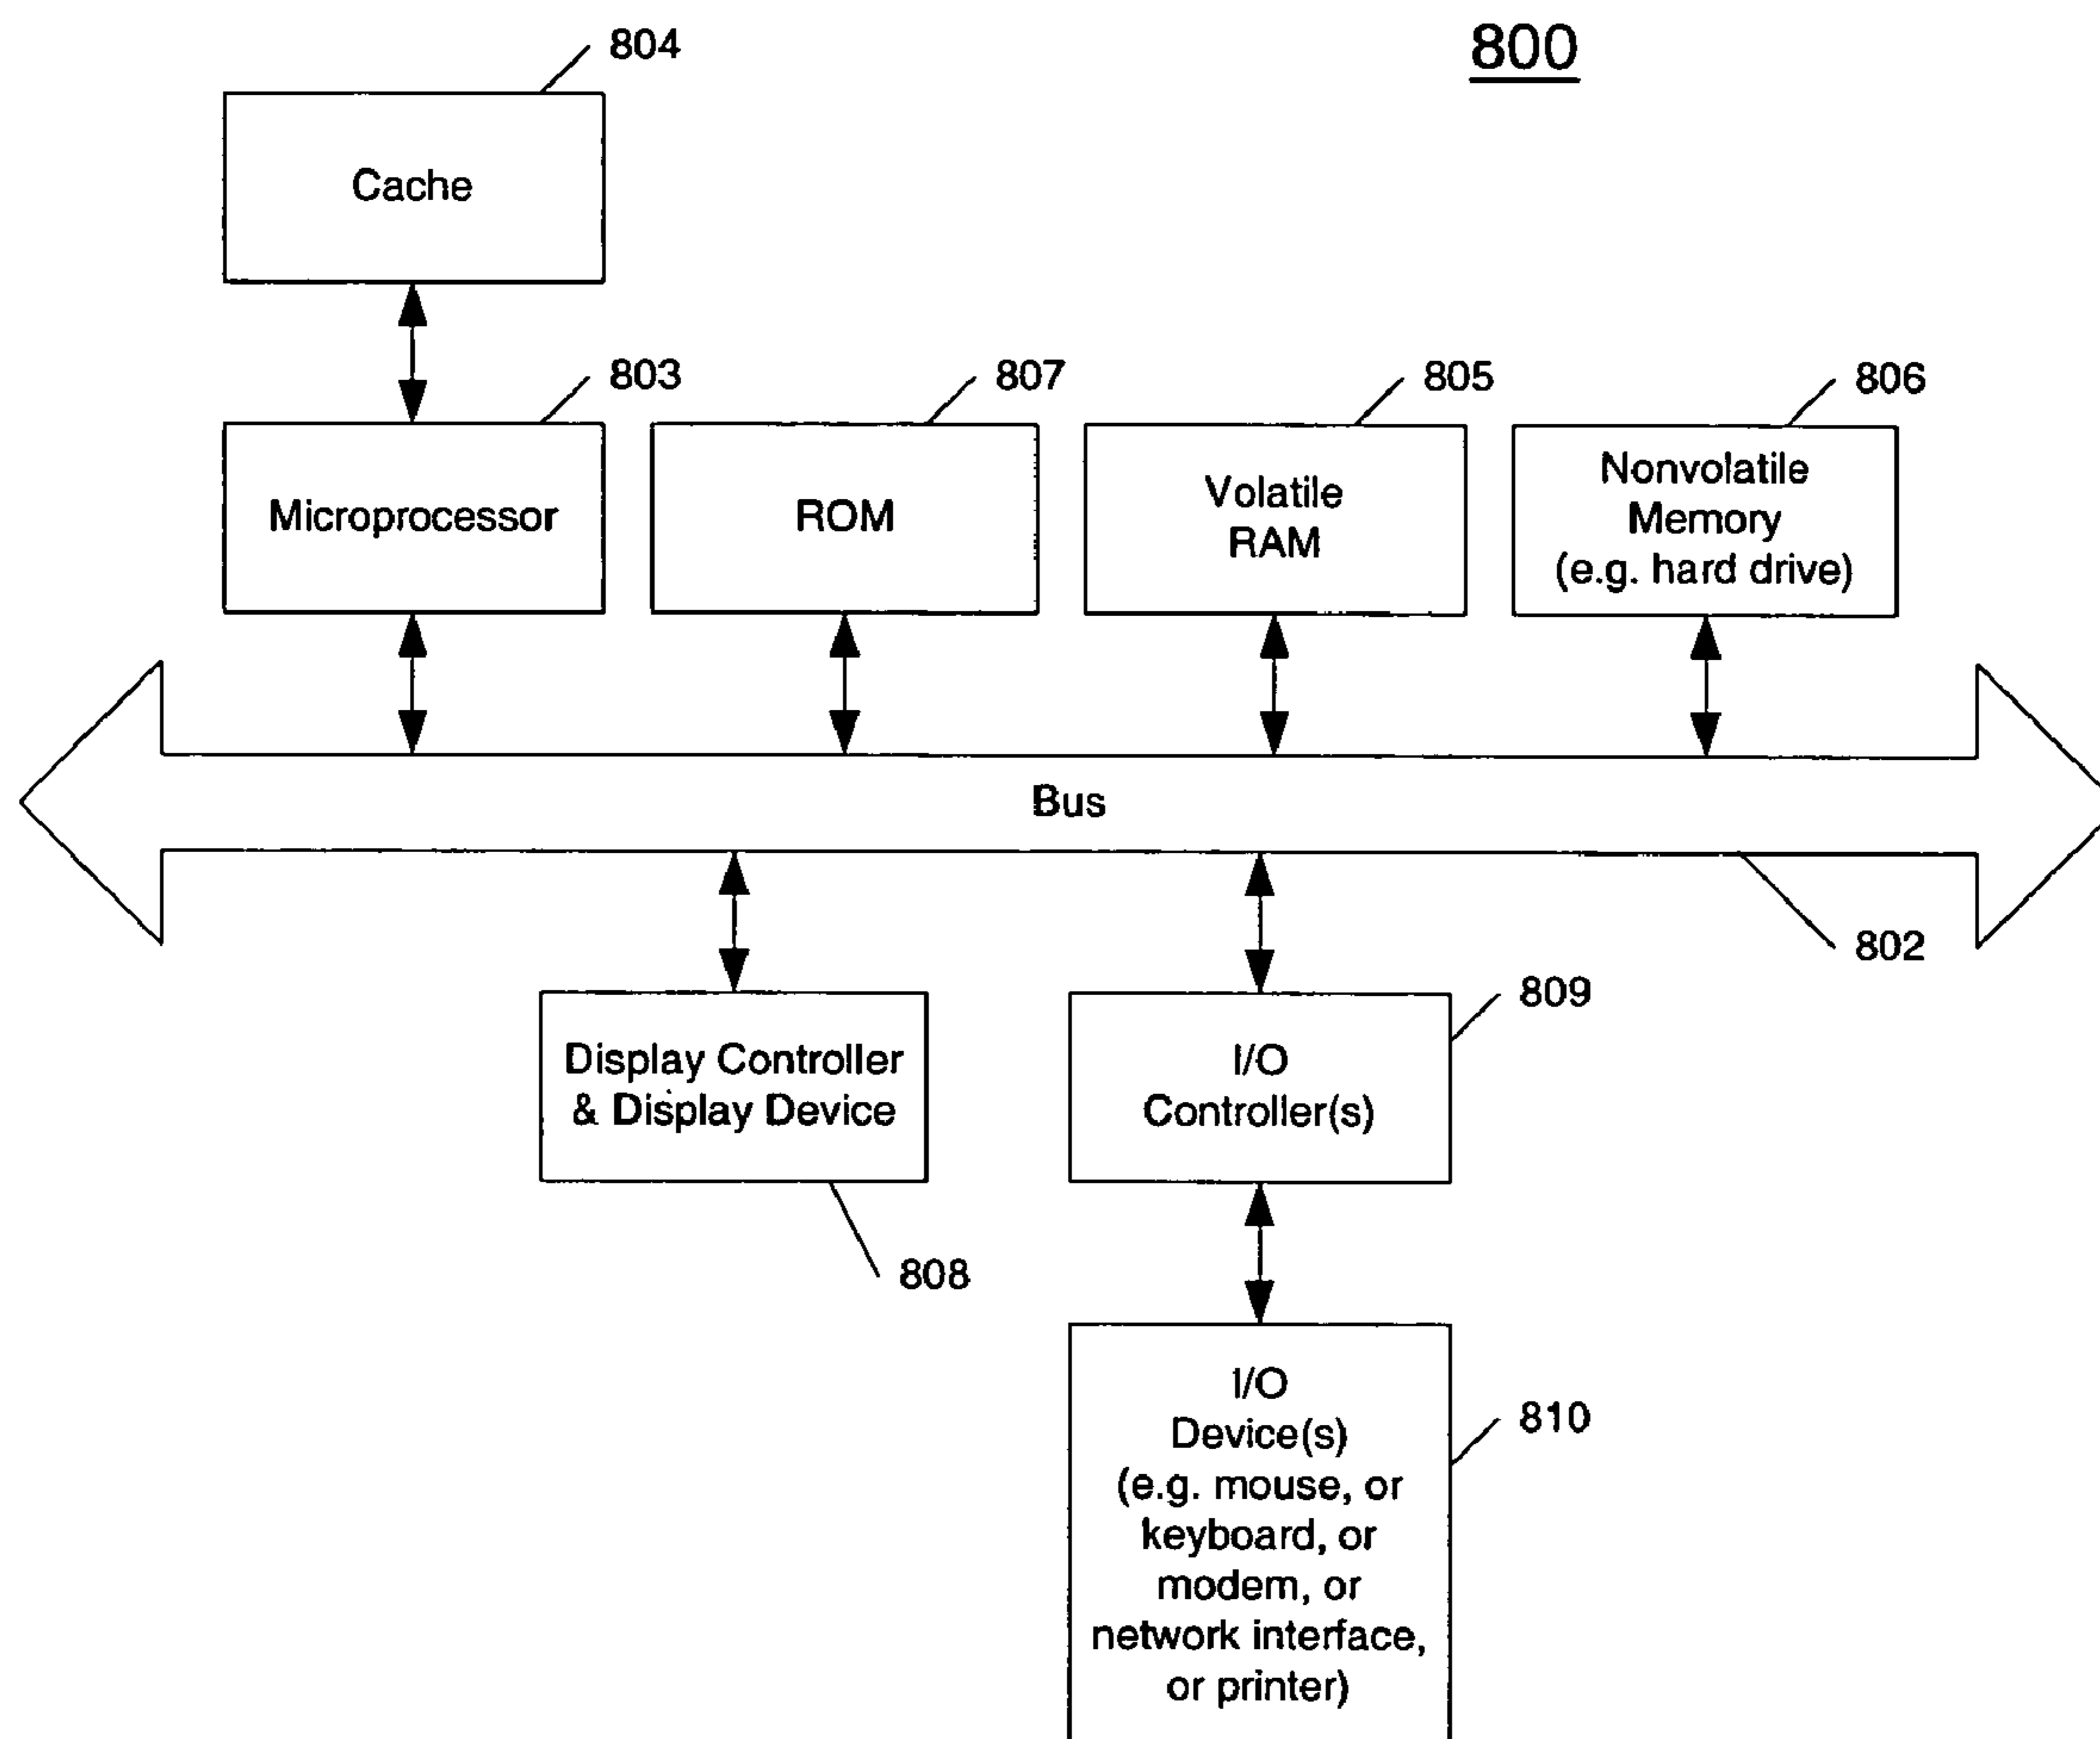 800
804
Cache
803
807
805
806
Microprocessor
ROM
Volatile
RAM
Nonvolatile
Memory
(e.g. hard drive)
Bus
802
Display Controller
& Display Device
808
809
I/O
Controller(s)
810
I/O
Device(s)
(e.g. mouse, or
keyboard, or
modem, or
network interface,
or printer)